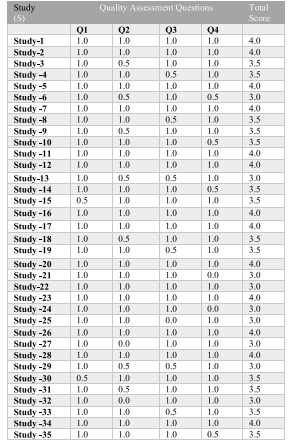 Study Quality Assessment Questions Total
(S) Score
Q1 Q2 Q3 Q4
Study-1 1.0 1.0 1.0 1.0 4.0
Study-2 1.0 1.0 1.0 1.0 4.0
Study-3 1.0 0.5 1.0 1.0 3.5
Study -4 1.0 1.0 0.5 1.0 3.5
Study -5 1.0 1.0 1.0 1.0 4.0
Study -6 1.0 0.5 1.0 0.5 3.0
Study -7 1.0 1.0 1.0 1.0 4.0
Study -8 1.0 1.0 0.5 1.0 3.5
Study -9 1.0 0.5 1.0 1.0 3.5
Study -10 1.0 1.0 1.0 0.5 3.5
Study -11 1.0 1.0 1.0 1.0 4.0
Study -12 1.0 1.0 1.0 1.0 4.0
Study-13 1.0 0.5 0.5 1.0 3.0
Study -14 1.0 1.0 1.0 0.5 3.5
Study -15 0.5 1.0 1.0 1.0 3.5
Study -16 1.0 1.0 1.0 1.0 4.0
Study -17 1.0 1.0 1.0 1.0 4.0
Study -18 1.0 0.5 1.0 1.0 3.5
Study -19 1.0 1.0 0.5 1.0 3.5
Study -20 1.0 1.0 1.0 1.0 4.0
Study -21 1.0 1.0 1.0 0.0 3.0
Study-22 1.0 1.0 1.0 1.0 3.0
Study -23 1.0 1.0 1.0 1.0 4.0
Study -24 1.0 1.0 1.0 0.0 3.0
Study -25 1.0 1.0 0.0 1.0 3.0
Study -26 1.0 1.0 1.0 1.0 4.0
Study -27 1.0 0.0 1.0 1.0 3.0
Study -28 1.0 1.0 1.0 1.0 4.0
Study -29 1.0 0.5 0.5 1.0 3.0
Study -30 0.5 1.0 1.0 1.0 3.5
Study -31 1.0 0.5 1.0 1.0 3.5
Study -32 1.0 0.0 1.0 1.0 3.0
Study -33 1.0 1.0 0.5 1.0 3.5
Study -34 1.0 1.0 1.0 1.0 4.0
Study -35 1.0 1.0 1.0 0.5 3.5